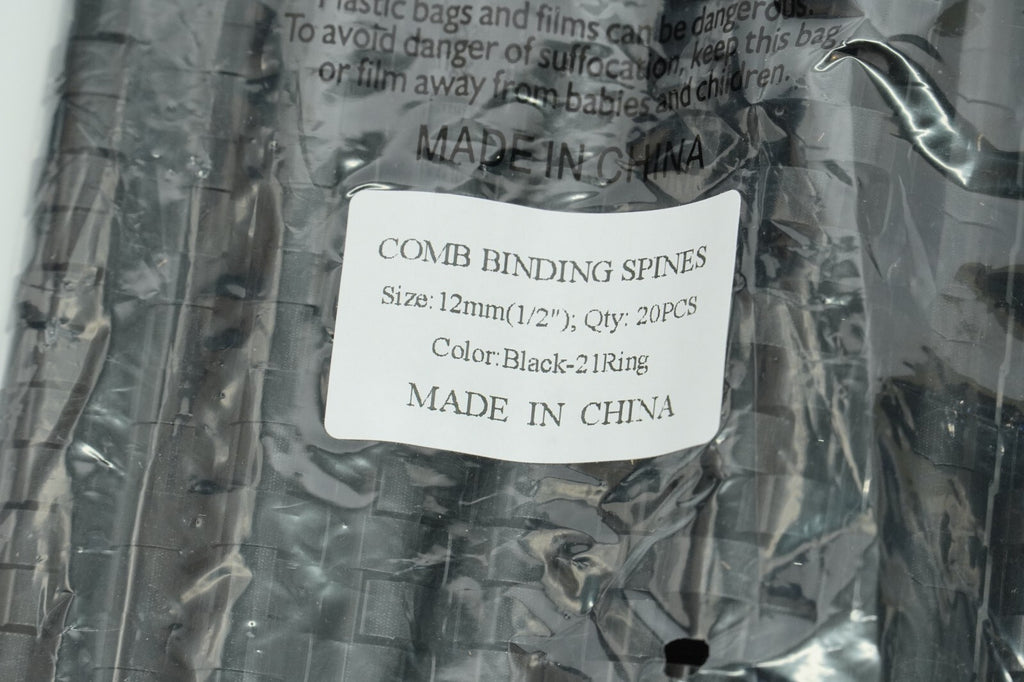 Plastic bags and films can be dangerous.
To avoid danger of suffocation, keep this bag
or film away from babies and children.
MADE IN CHINA
COMB BINDING SPINES
Size:12mm(1/2"); Qty: 20PCS
Color:Black-21Ring
MADE IN CHINA